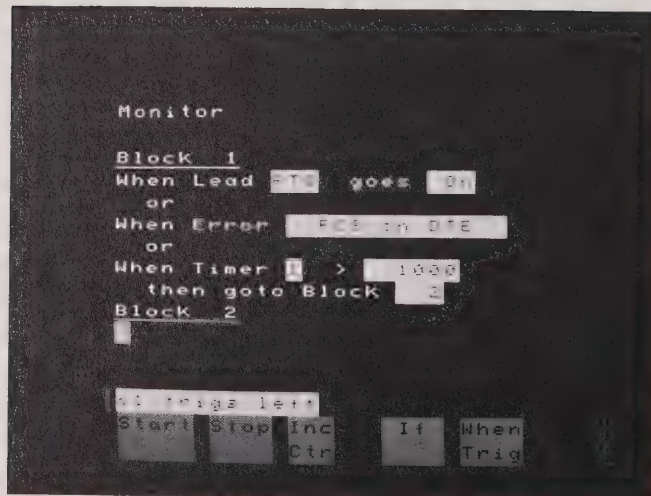 Monitor
Block 1
When Lead RTS goes On
or
When Error FCS in DTE
or
When Timer 1 > 1000
then goto Block 2
Block 2
trigs left
Start Stop Inc If When
Ctr Trig